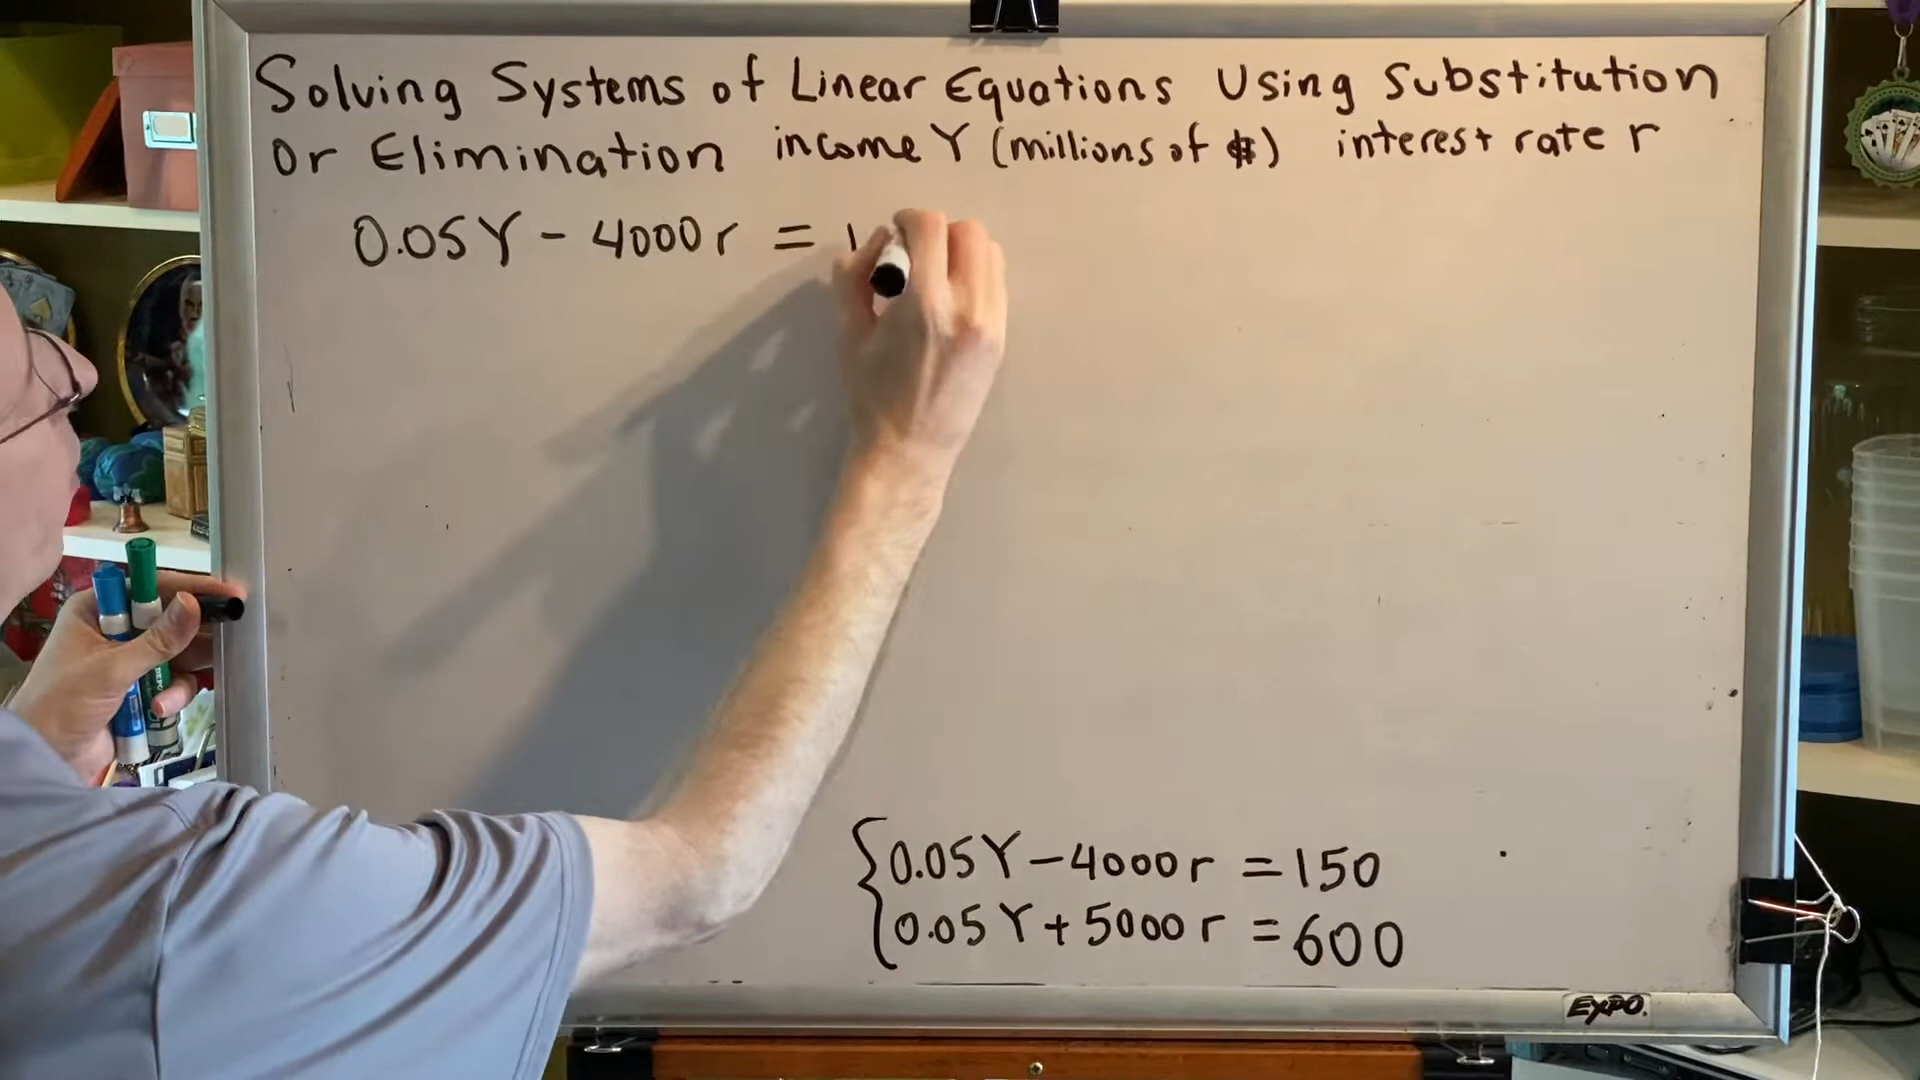 Solving Systems of Linear Equations Using Substitution
Or Elimination income Y (millions of $) interest rate r
0.05Y - 4000r = 1
0.05Y - 4000r = 150
0.05Y + 5000r = 600
EXPO.